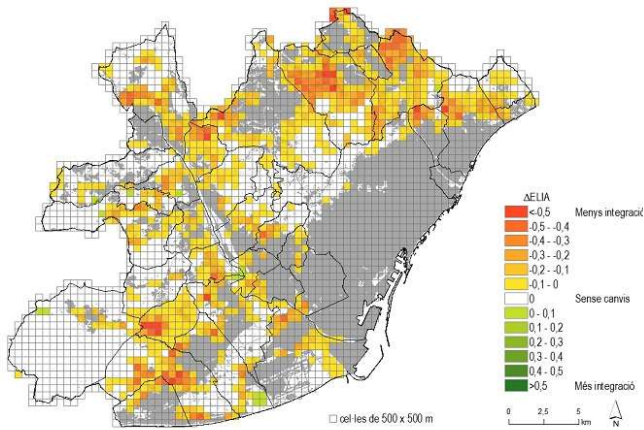 ΔELIA
<-0,5 Menys integració
-0,5 - -0,4
-0,4 - -0,3
-0,3 - -0,2
-0,2 - -0,1
-0,1 - 0
0 Sense canvis
0 - 0,1
0,1 - 0,2
0,2 - 0,3
0,3 - 0,4
0,4 - 0,5
>0,5 Més integració
cel·les de 500 x 500 m
0 2,5 5
km
N